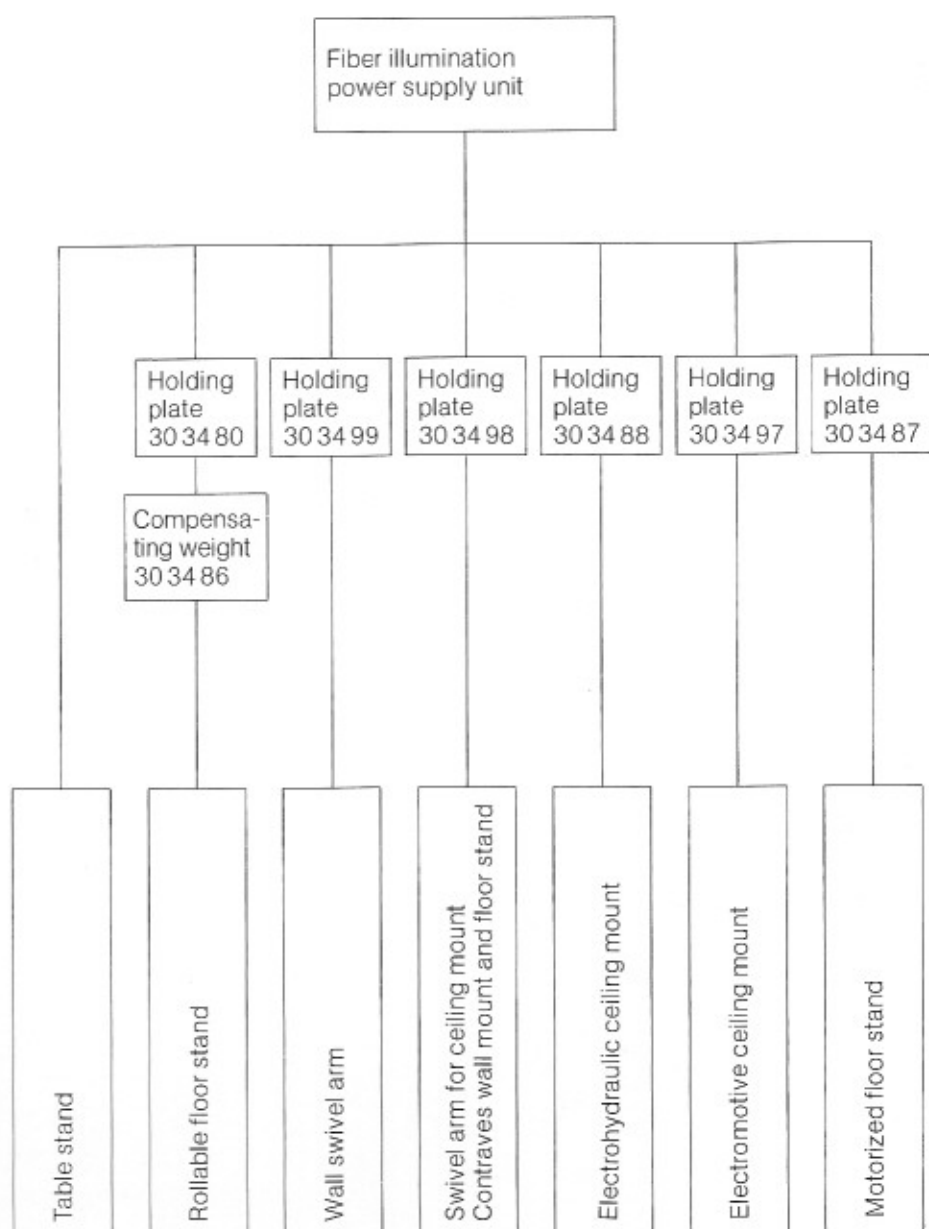 Fiber illumination
power supply unit
Holding
plate
30 34 80
Holding
plate
30 34 99
Holding
plate
30 34 98
Holding
plate
30 34 88
Holding
plate
30 34 97
Holding
plate
30 34 87
Compensa-
ting weight
30 34 86
Table stand
Rollable floor stand
Wall swivel arm
Swivel arm for ceiling mount
Contraves wall mount and floor stand
Electrohydraulic ceiling mount
Electromotive ceiling mount
Motorized floor stand